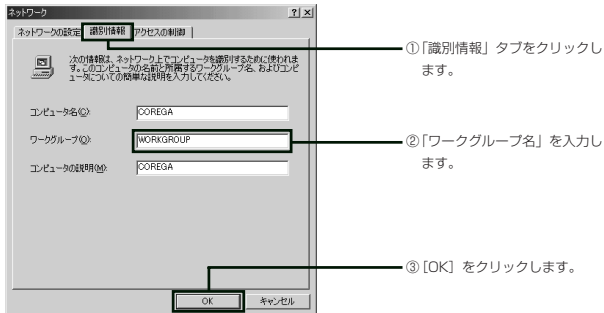 ネットワーク
ネットワークの設定 識別情報 アクセスの制御
次の情報は、ネットワーク上でコンピュータを識別するために使われま
す。このコンピュータの名前と所属するワークグループ名、およびコンピ
ュータについての簡単な説明を入力してください。
コンピュータ名(C): COREGA
ワークグループ(O): WORKGROUP
コンピュータの説明(M): COREGA
OK キャンセル
①「識別情報」タブをクリックし
ます。
②「ワークグループ名」を入力し
ます。
③[OK]をクリックします。